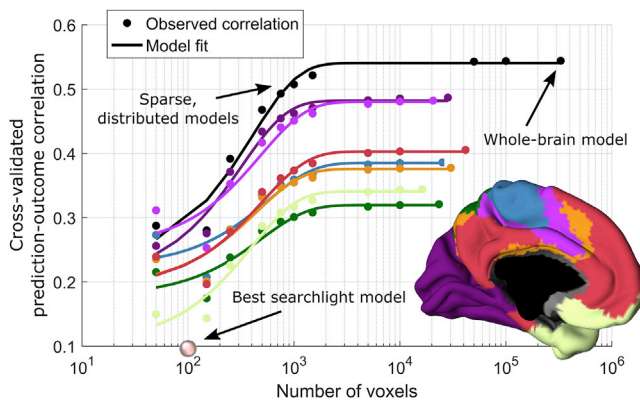 Observed correlation
Model fit
Sparse,
distributed models
Whole-brain model
Best searchlight model
Cross-validated
prediction-outcome correlation
0.6
0.5
0.4
0.3
0.2
0.1
10¹ 10² 10³ 10⁴ 10⁵ 10⁶
Number of voxels